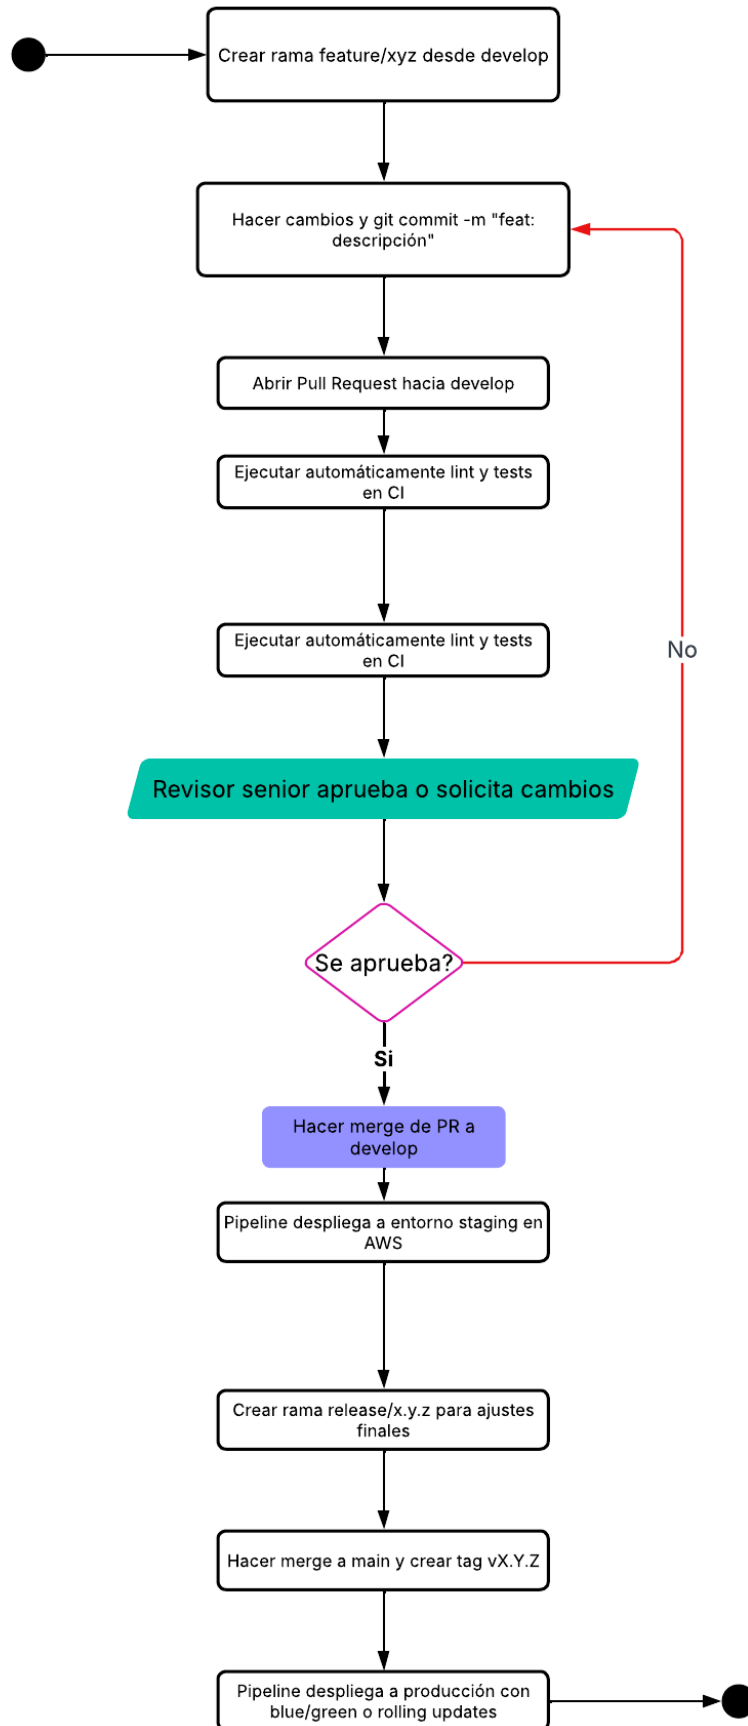 Crear rama feature/xyz desde develop
Hacer cambios y git commit -m "feat:
descripción"
Abrir Pull Request hacia develop
Ejecutar automáticamente lint y tests
en CI
Ejecutar automáticamente lint y tests
en CI
No
Revisor senior aprueba o solicita cambios
Se aprueba?
Si
Hacer merge de PR a
develop
Pipeline despliega a entorno staging en
AWS
Crear rama release/x.y.z para ajustes
finales
Hacer merge a main y crear tag vX.Y.Z
Pipeline despliega a producción con
blue/green o rolling updates